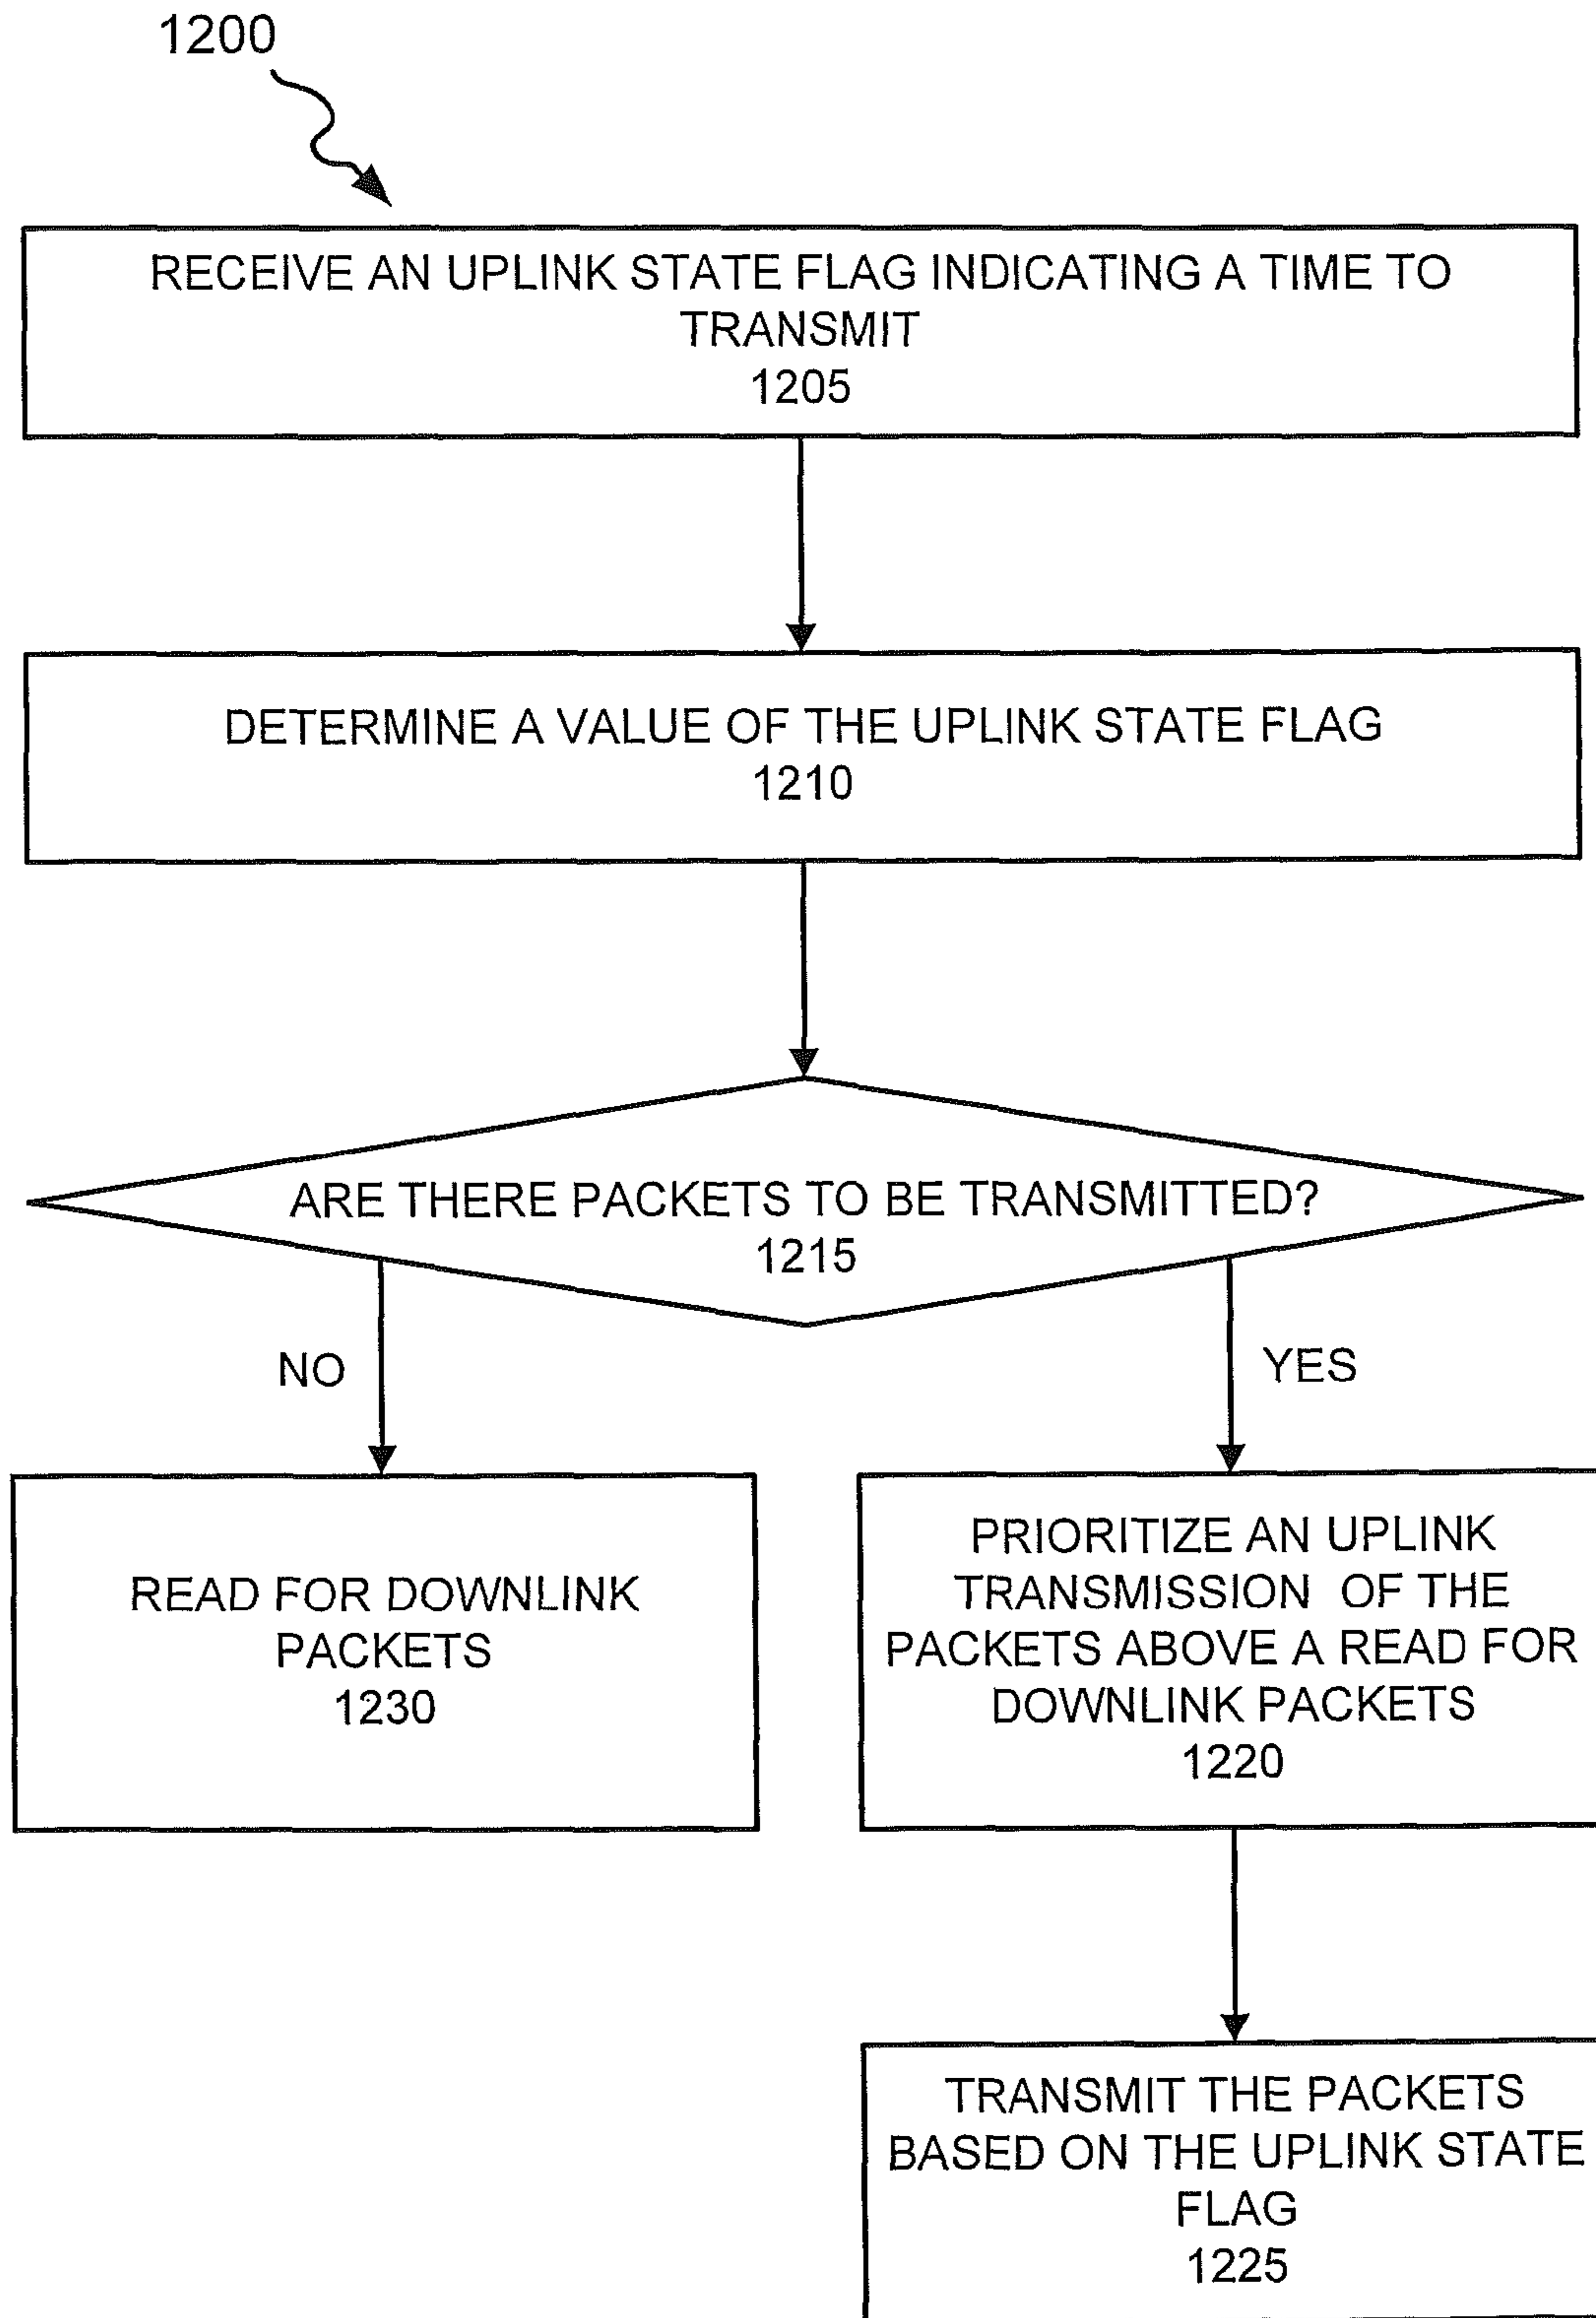 1200
RECEIVE AN UPLINK STATE FLAG INDICATING A TIME TO
TRANSMIT
1205
DETERMINE A VALUE OF THE UPLINK STATE FLAG
1210
ARE THERE PACKETS TO BE TRANSMITTED?
1215
NO
YES
READ FOR DOWNLINK
PACKETS
1230
PRIORITIZE AN UPLINK
TRANSMISSION OF THE
PACKETS ABOVE A READ FOR
DOWNLINK PACKETS
1220
TRANSMIT THE PACKETS
BASED ON THE UPLINK STATE
FLAG
1225